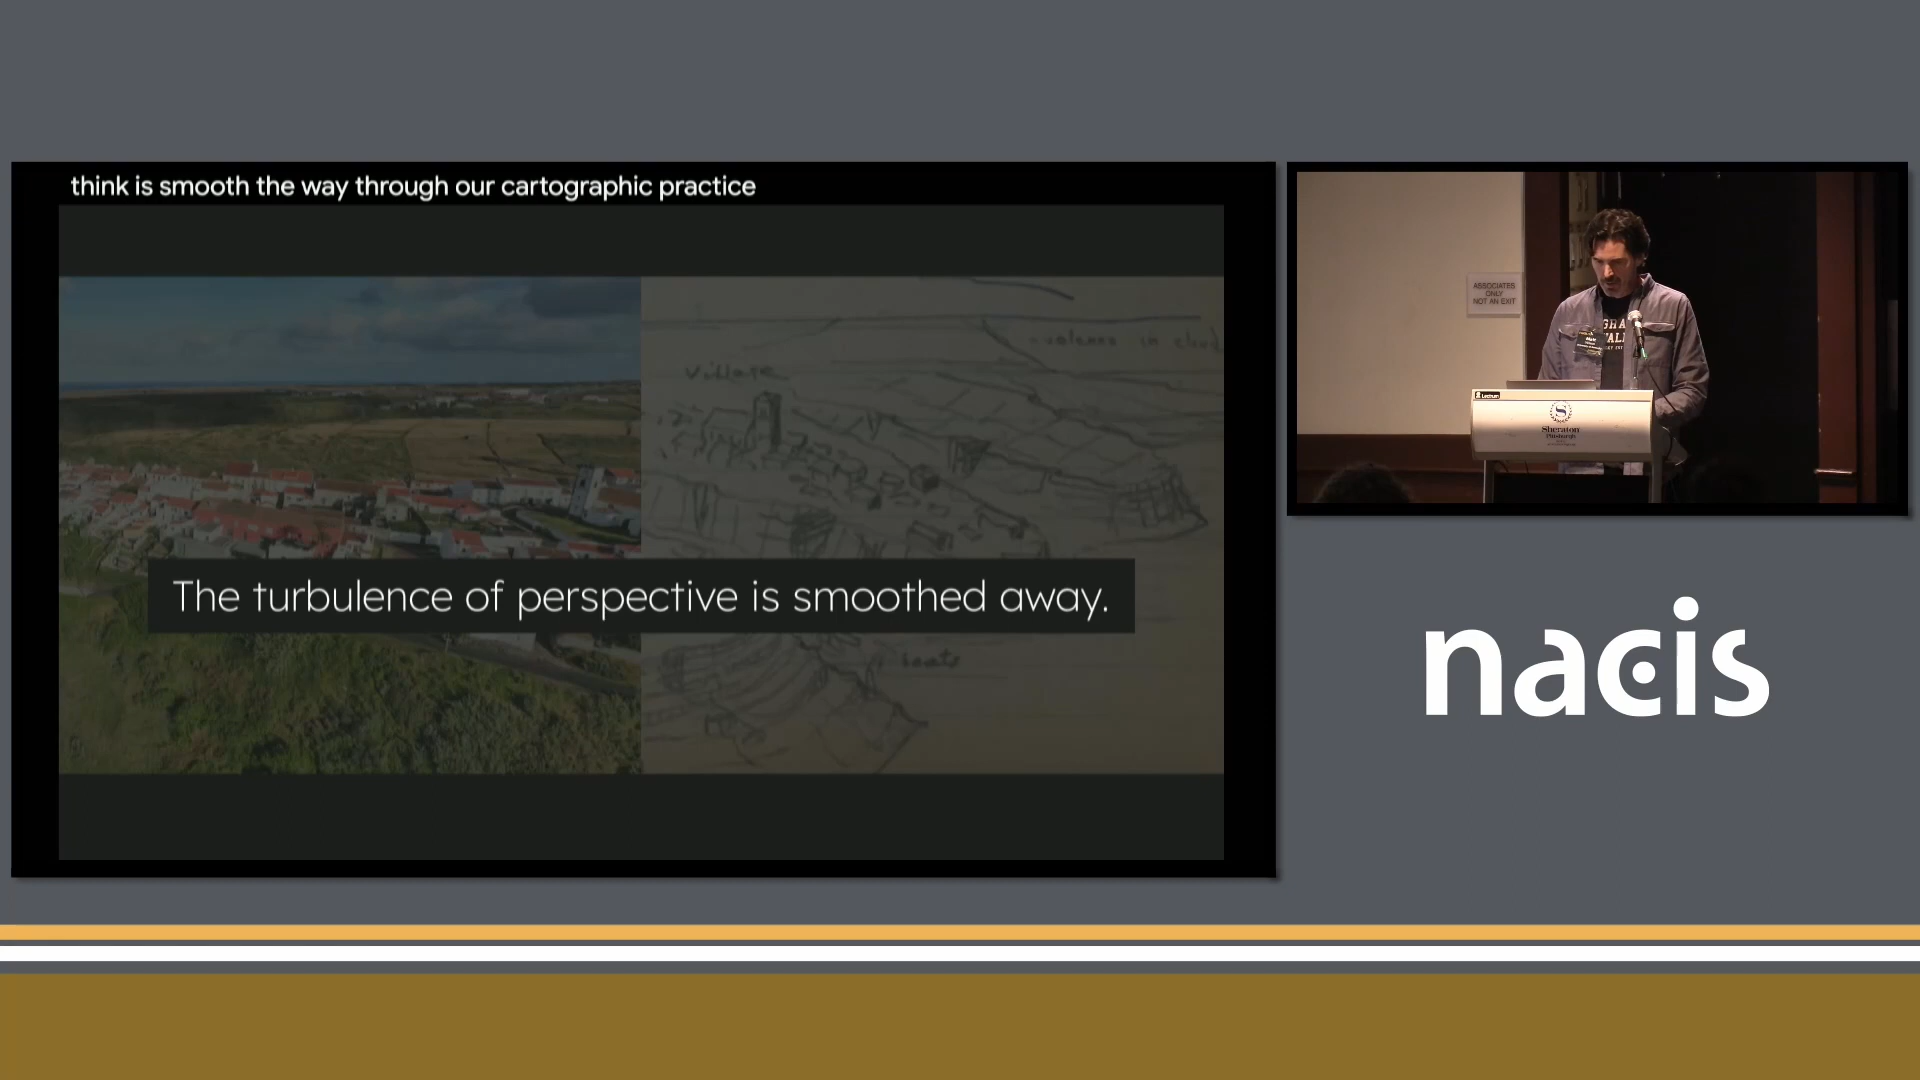 think is smooth the way through our cartographic practice
village
volcano in cloud
The turbulence of perspective is smoothed away.
boats
ASSOCIATES
ONLY
NOT AN EXIT
Sheraton
Pittsburgh
nacis